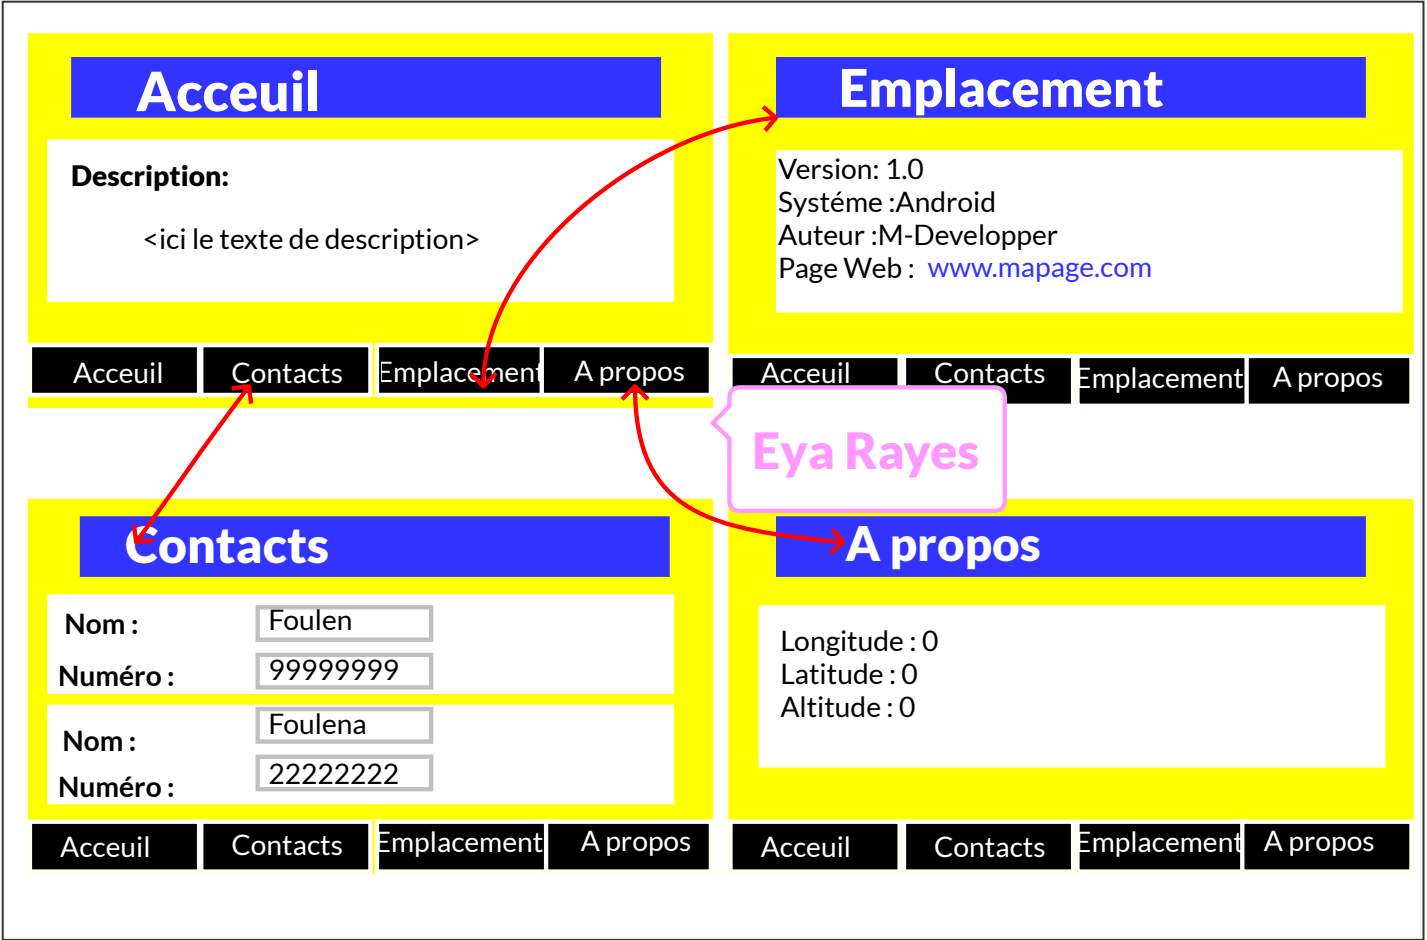 Acceuil
Description:
<ici le texte de description>
Acceuil Contacts Emplacement A propos
Emplacement
Version: 1.0
Systéme :Android
Auteur :M-Developper
Page Web : www.mapage.com
Acceuil Contacts Emplacement A propos
Eya Rayes
Contacts
Nom : Foulen
Numéro : 99999999
Nom : Foulena
Numéro : 22222222
Acceuil Contacts Emplacement A propos
A propos
Longitude : 0
Latitude : 0
Altitude : 0
Acceuil Contacts Emplacement A propos